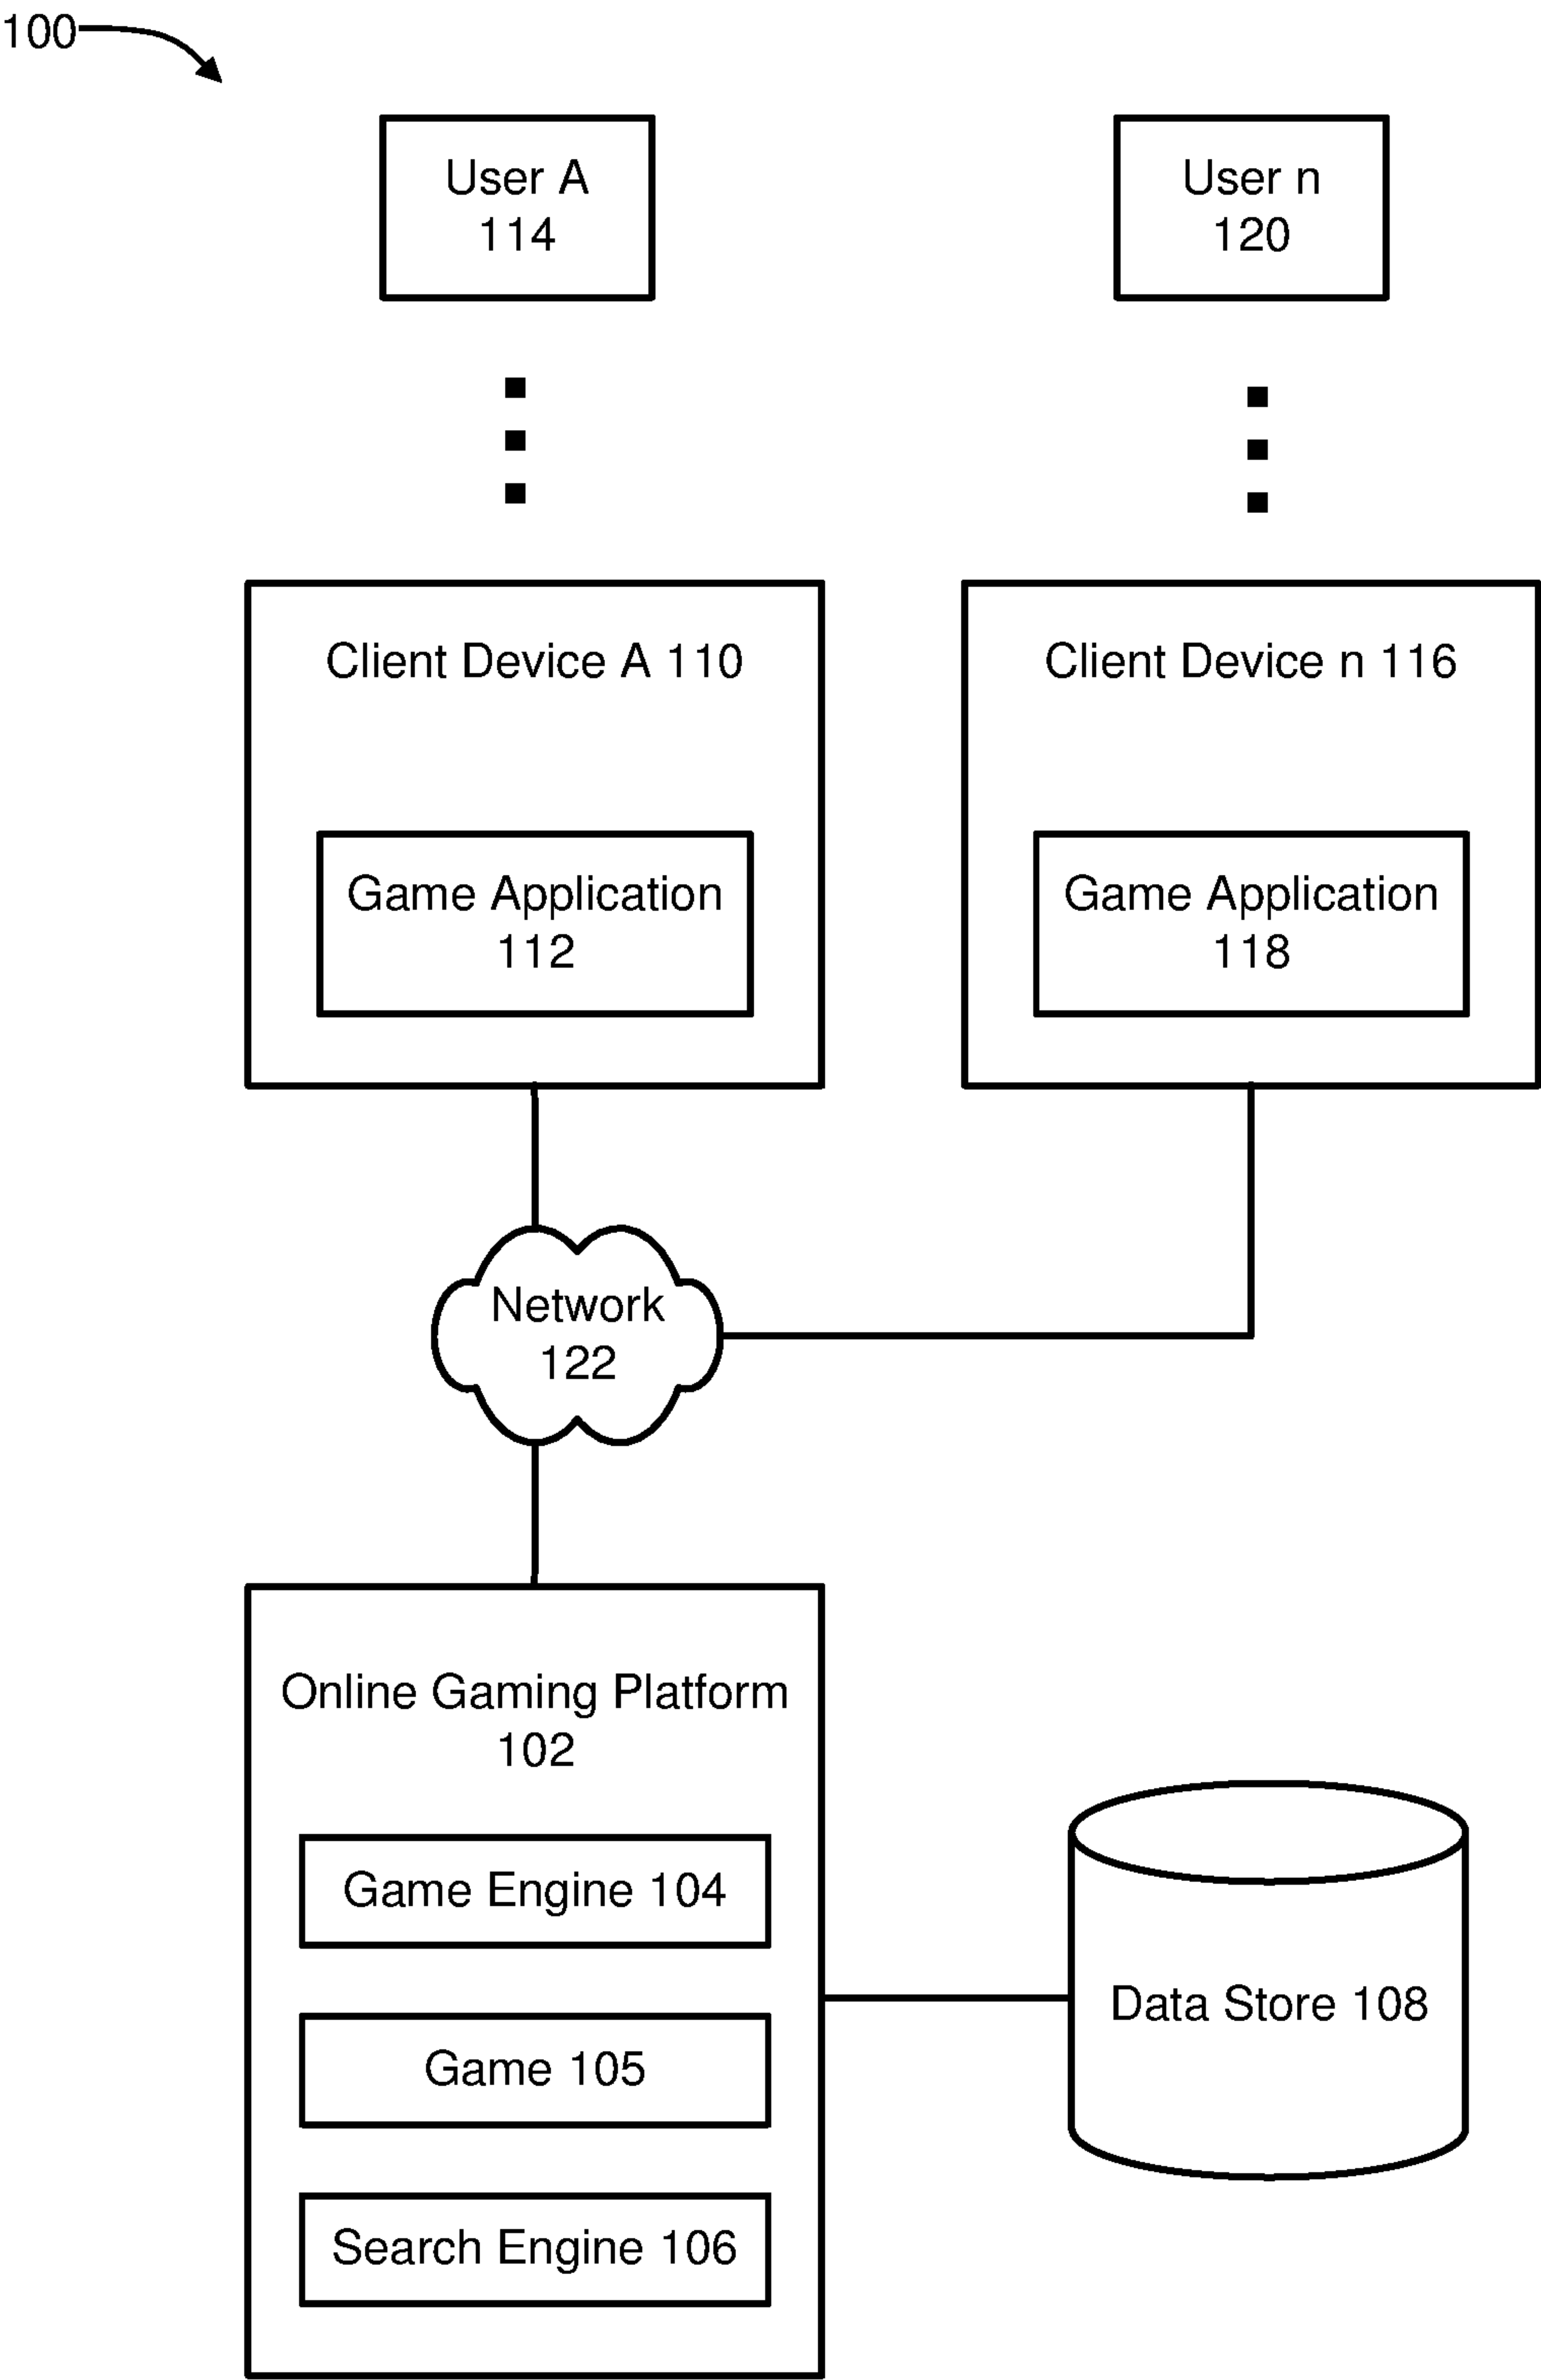 100
User A
114
User n
120
Client Device A 110
Client Device n 116
Game Application
112
Game Application
118
Network
122
Online Gaming Platform
102
Game Engine 104
Game 105
Search Engine 106
Data Store 108